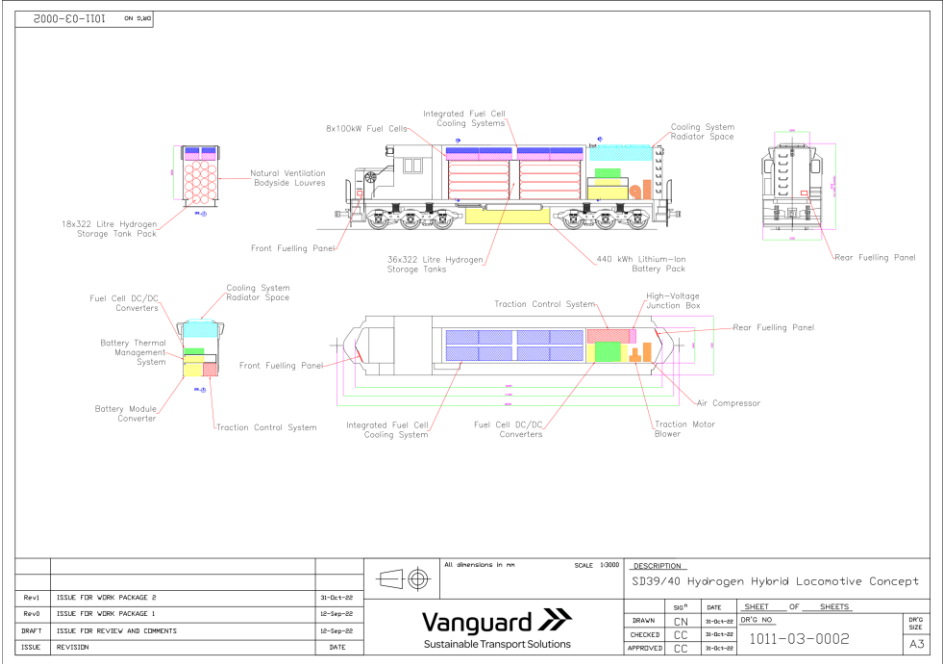 DR'G NO 1011-03-0002
Integrated Fuel Cell
Cooling Systems
8x100kW Fuel Cells
Cooling System
Radiator Space
Natural Ventilation
Bodyside Louvres
18x322 Litre Hydrogen
Storage Tank Pack
Front Fuelling Panel
36x322 Litre Hydrogen
Storage Tanks
440 kWh Lithium-Ion
Battery Pack
Rear Fuelling Panel
Cooling System
Radiator Space
Fuel Cell DC/DC
Converters
Battery Thermal
Management
System
Battery Module
Converter
Traction Control System
Traction Control System
High-Voltage
Junction Box
Rear Fuelling Panel
Front Fuelling Panel
Air Compressor
Integrated Fuel Cell
Cooling System
Fuel Cell DC/DC
Converters
Traction Motor
Blower
All dimensions in mm SCALE 1:3000
DESCRIPTION
SD39/40 Hydrogen Hybrid Locomotive Concept
Rev1 ISSUE FOR WORK PACKAGE 2 31-Oct-22
Rev0 ISSUE FOR WORK PACKAGE 1 12-Sep-22
DRAFT ISSUE FOR REVIEW AND COMMENTS 12-Sep-22
ISSUE REVISION DATE
Vanguard
Sustainable Transport Solutions
SIG'R DATE SHEET OF SHEETS
DRAWN CN 31-Oct-22 DR'G NO
CHECKED CC 31-Oct-22 1011-03-0002
APPROVED CC 31-Oct-22
DR'G
SIZE
A3